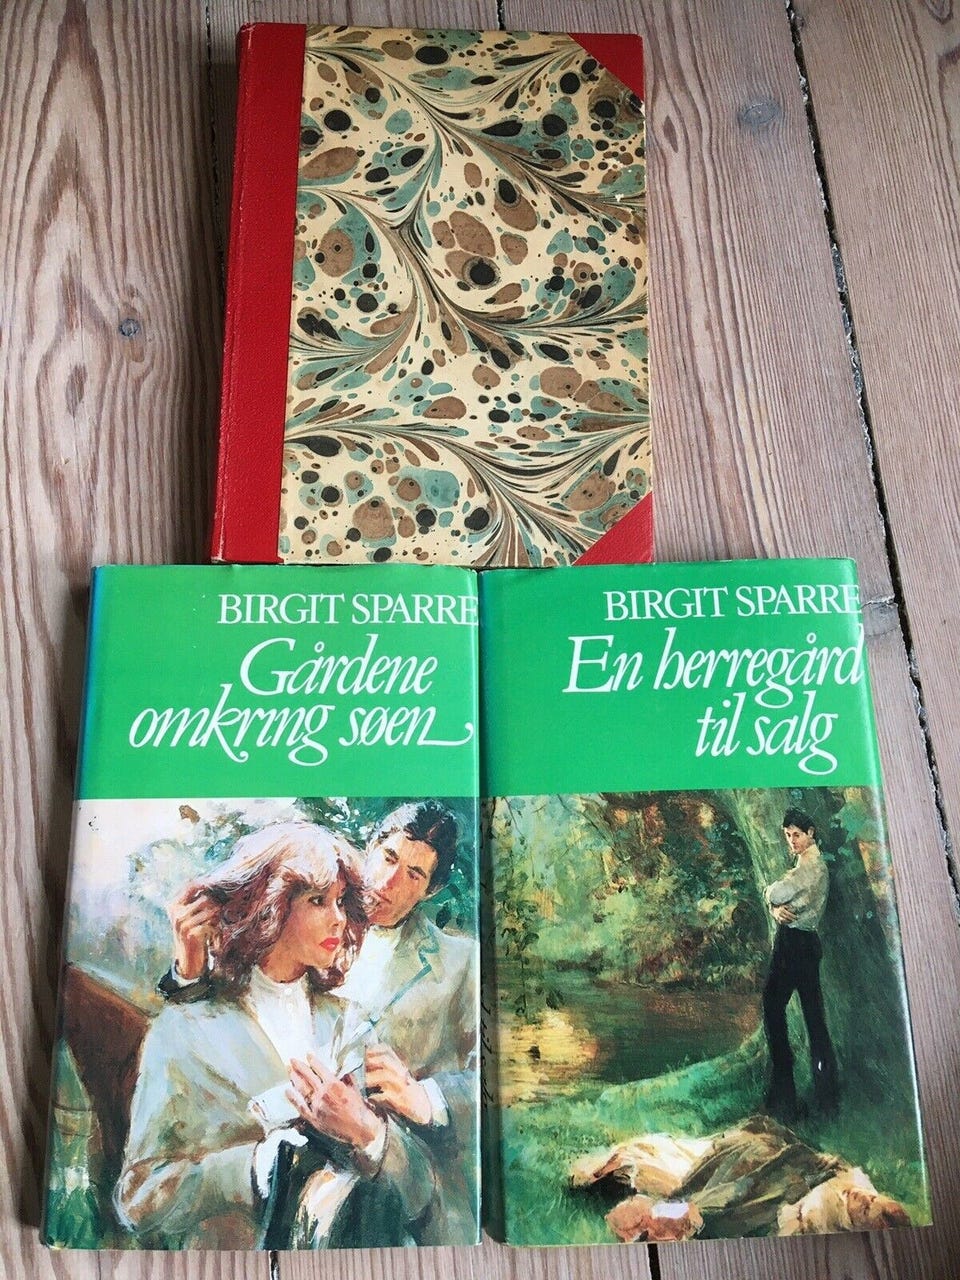 BIRGIT SPARRE
Gårdene
omkring søen
BIRGIT SPARRE
En herregård
til salg